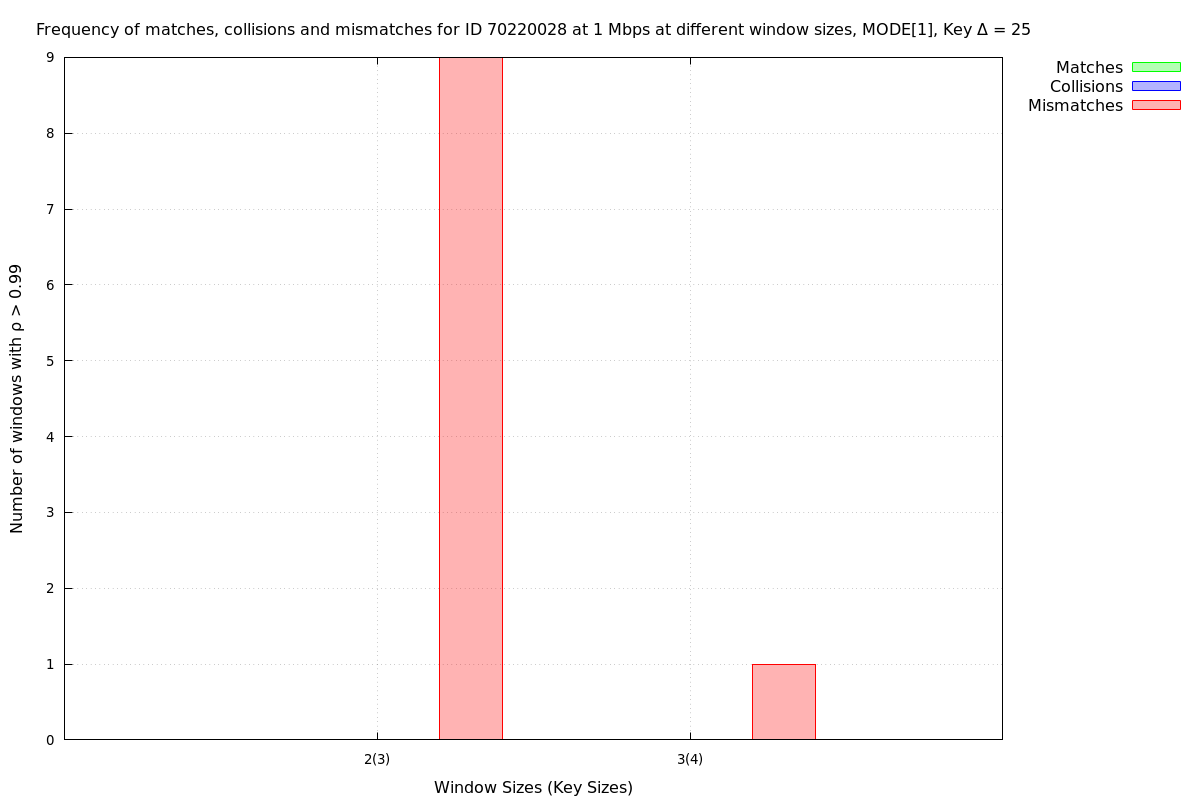 Frequency of matches, collisions and mismatches for ID 70220028 at 1 Mbps at different window sizes, MODE[1], Key Δ = 25
Matches
Collisions
Mismatches
Number of windows with ρ > 0.99
9
8
7
6
5
4
3
2
1
0
2(3)
3(4)
Window Sizes (Key Sizes)